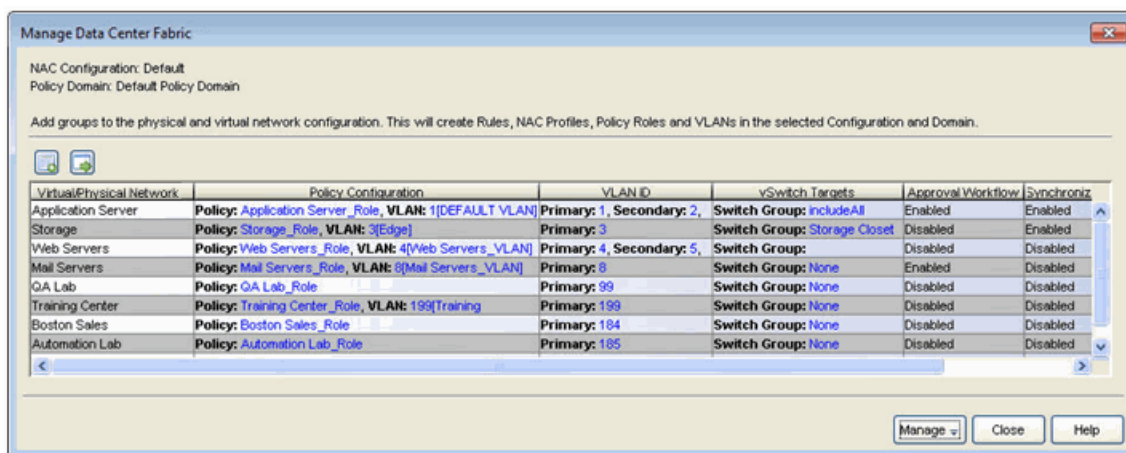 Manage Data Center Fabric
NAC Configuration: Default
Policy Domain: Default Policy Domain
Add groups to the physical and virtual network configuration. This will create Rules, NAC Profiles, Policy Roles and VLANs in the selected Configuration and Domain.
Virtual/Physical Network Policy Configuration VLAN ID vSwitch Targets Approval Workflow Synchroniz
Application Server Policy: Application Server_Role, VLAN: 1[DEFAULT VLAN] Primary: 1, Secondary: 2, Switch Group: includeAll Enabled Enabled
Storage Policy: Storage_Role, VLAN: 3[Edge] Primary: 3 Switch Group: Storage Closet Disabled Enabled
Web Servers Policy: Web Servers_Role, VLAN: 4[Web Servers_VLAN] Primary: 4, Secondary: 5, Switch Group: Disabled Disabled
Mail Servers Policy: Mail Servers_Role, VLAN: 8[Mail Servers_VLAN] Primary: 8 Switch Group: None Enabled Disabled
QA Lab Policy: QA Lab_Role Primary: 99 Switch Group: None Disabled Disabled
Training Center Policy: Training Center_Role, VLAN: 199[Training Primary: 199 Switch Group: None Disabled Disabled
Boston Sales Policy: Boston Sales_Role Primary: 184 Switch Group: None Disabled Disabled
Automation Lab Policy: Automation Lab_Role Primary: 185 Switch Group: None Disabled Disabled
Manage Close Help